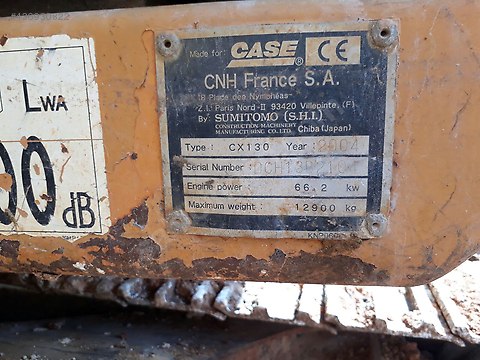 Made for CASE ® CE
CNH France S.A.
18 Place des Nymphéas-
Z.I. Paris Nord-II 93420 Villepinte, (F)
By: SUMITOMO (S.H.I.)
CONSTRUCTION MACHINERY
MANUFACTURING CO. LTD. Chiba (Japan)
Type: CX130 Year: 2004
Serial Number:
Engine power: 66.2 kw
Maximum weight: 12900 kg
LWA
dB